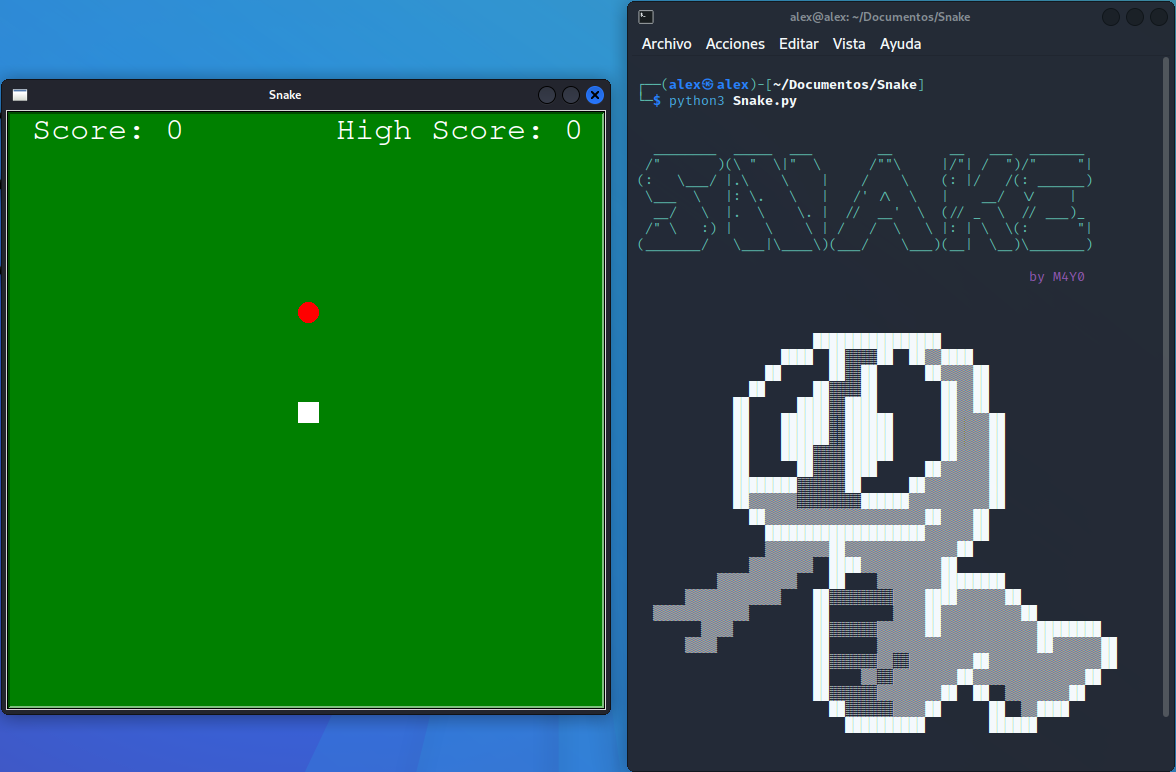 Snake
Score: 0 High Score: 0
alex@alex: ~/Documentos/Snake
Archivo Acciones Editar Vista Ayuda
┌──(alex㉿alex)-[~/Documentos/Snake]
└─$ python3 Snake.py
SNAKE
by M4Y0